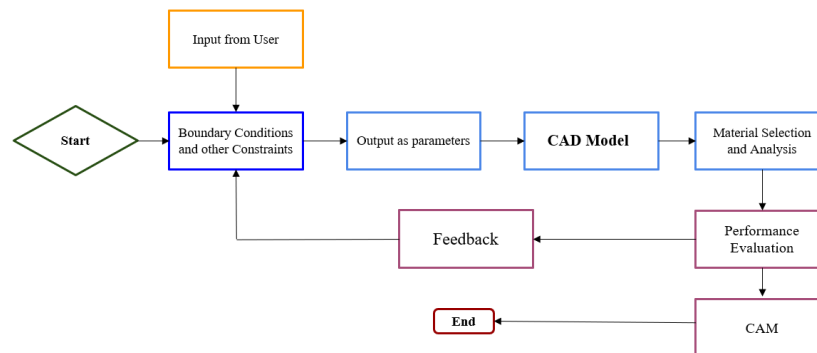 Input from User
Start
Boundary Conditions
and other Constraints
Output as parameters
CAD Model
Material Selection
and Analysis
Feedback
Performance
Evaluation
End
CAM